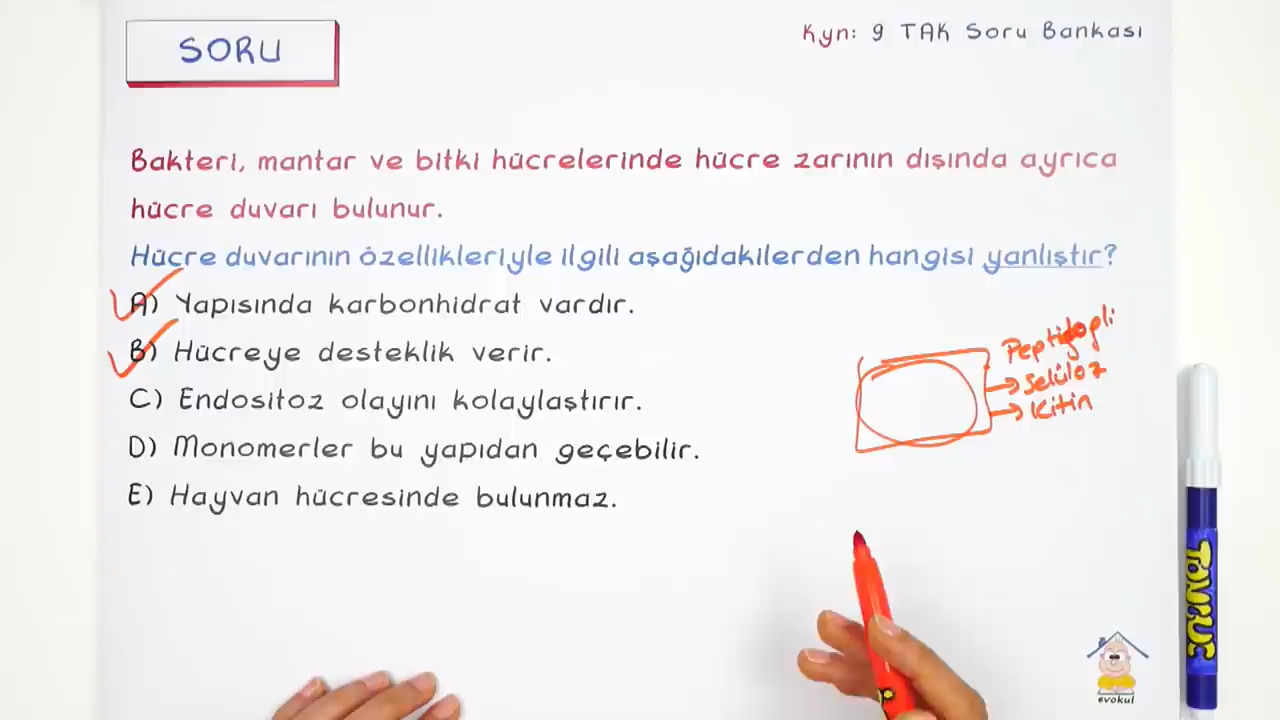 SORU
Kyn: 9 TAK Soru Bankası
Bakteri, mantar ve bitki hücrelerinde hücre zarının dışında ayrıca
hücre duvarı bulunur.
Hücre duvarının özellikleriyle ilgili aşağıdakilerden hangisi yanlıştır?
A) Yapısında karbonhidrat vardır.
B) Hücreye desteklik verir.
C) Endositoz olayını kolaylaştırır.
D) Monomerler bu yapıdan geçebilir.
E) Hayvan hücresinde bulunmaz.
Peptidogli
Selüloz
Kitin
TOVKUÇ
evokul